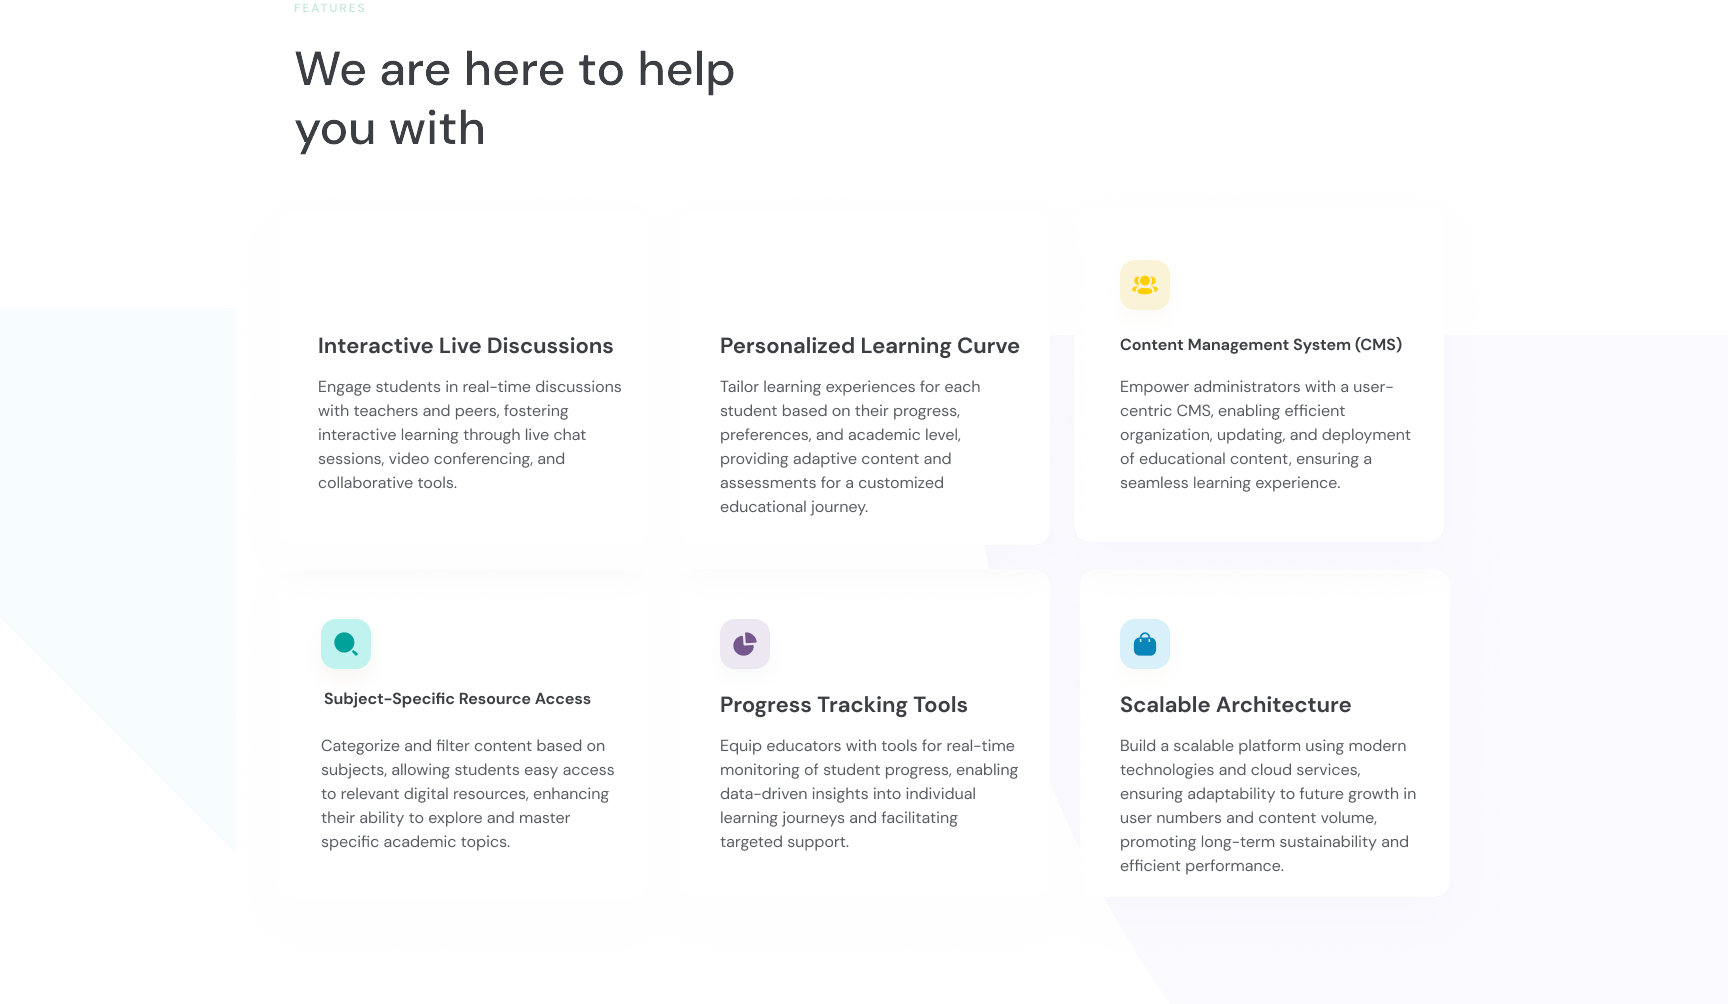 FEATURES
We are here to help
you with
Interactive Live Discussions
Engage students in real-time discussions
with teachers and peers, fostering
interactive learning through live chat
sessions, video conferencing, and
collaborative tools.
Personalized Learning Curve
Tailor learning experiences for each
student based on their progress,
preferences, and academic level,
providing adaptive content and
assessments for a customized
educational journey.
Content Management System (CMS)
Empower administrators with a user-
centric CMS, enabling efficient
organization, updating, and deployment
of educational content, ensuring a
seamless learning experience.
Subject-Specific Resource Access
Categorize and filter content based on
subjects, allowing students easy access
to relevant digital resources, enhancing
their ability to explore and master
specific academic topics.
Progress Tracking Tools
Equip educators with tools for real-time
monitoring of student progress, enabling
data-driven insights into individual
learning journeys and facilitating
targeted support.
Scalable Architecture
Build a scalable platform using modern
technologies and cloud services,
ensuring adaptability to future growth in
user numbers and content volume,
promoting long-term sustainability and
efficient performance.